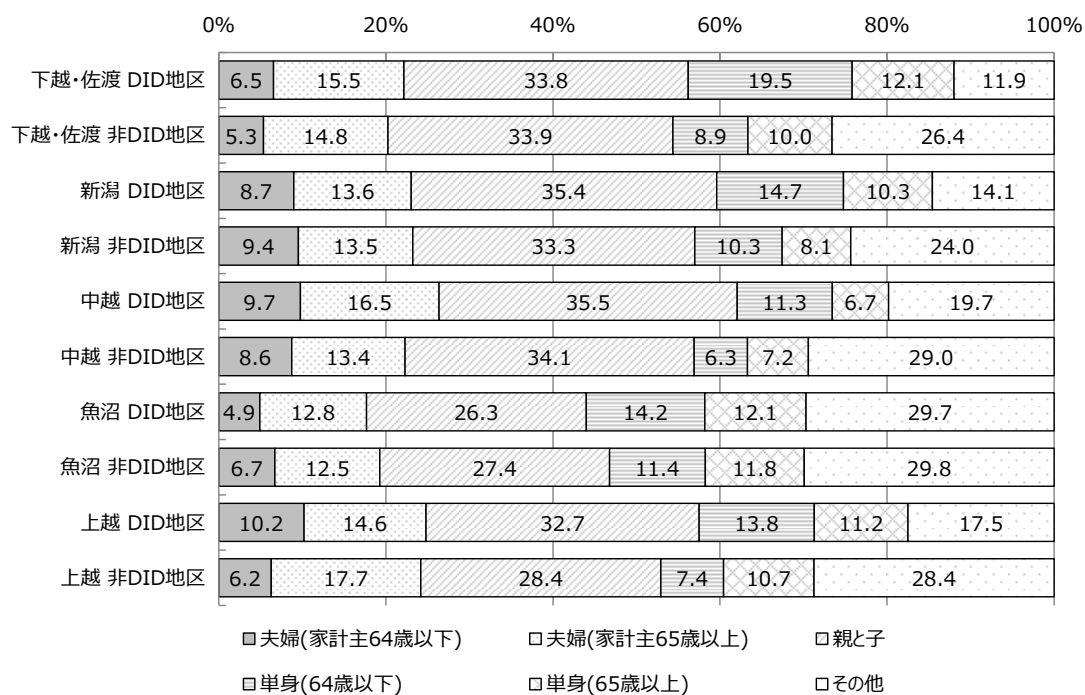 0% 20% 40% 60% 80% 100%
下越・佐渡 DID地区 6.5 15.5 33.8 19.5 12.1 11.9
下越・佐渡 非DID地区 5.3 14.8 33.9 8.9 10.0 26.4
新潟 DID地区 8.7 13.6 35.4 14.7 10.3 14.1
新潟 非DID地区 9.4 13.5 33.3 10.3 8.1 24.0
中越 DID地区 9.7 16.5 35.5 11.3 6.7 19.7
中越 非DID地区 8.6 13.4 34.1 6.3 7.2 29.0
魚沼 DID地区 4.9 12.8 26.3 14.2 12.1 29.7
魚沼 非DID地区 6.7 12.5 27.4 11.4 11.8 29.8
上越 DID地区 10.2 14.6 32.7 13.8 11.2 17.5
上越 非DID地区 6.2 17.7 28.4 7.4 10.7 28.4
夫婦(家計主64歳以下) 夫婦(家計主65歳以上) 親と子
単身(64歳以下) 単身(65歳以上) その他